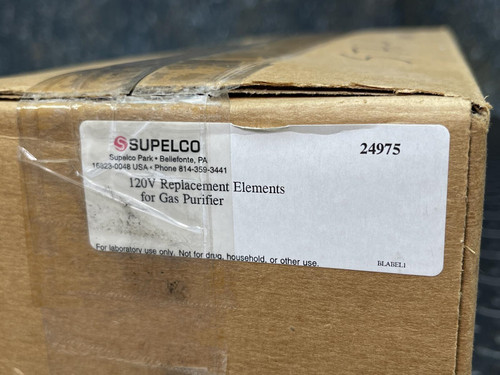 SUPELCO
24975
Supelco Park • Bellefonte, PA
16823-0048 USA • Phone 814-359-3441
120V Replacement Elements
for Gas Purifier
For laboratory use only. Not for drug, household, or other use.
BLABEL1